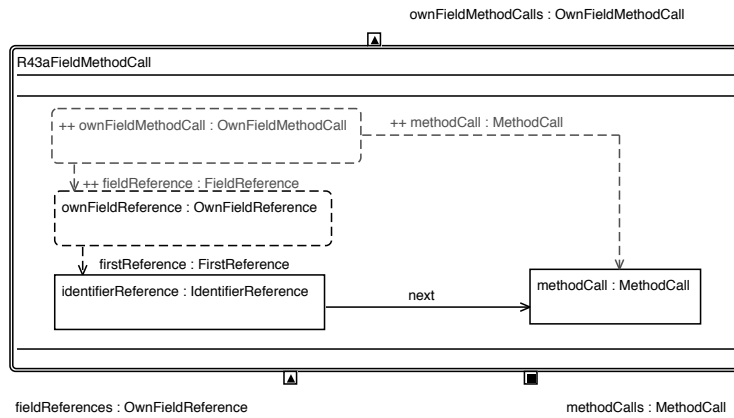 ownFieldMethodCalls : OwnFieldMethodCall
R43aFieldMethodCall
++ ownFieldMethodCall : OwnFieldMethodCall
++ methodCall : MethodCall
++ fieldReference : FieldReference
ownFieldReference : OwnFieldReference
firstReference : FirstReference
identifierReference : IdentifierReference
next
methodCall : MethodCall
fieldReferences : OwnFieldReference
methodCalls : MethodCall